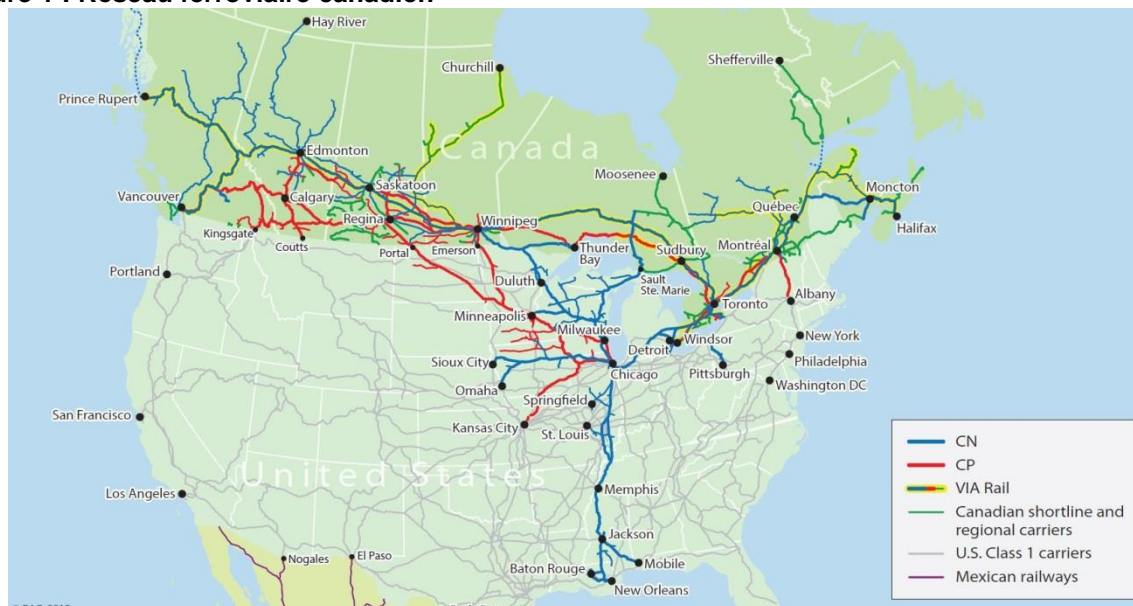 Réseau ferroviaire canadien
Hay River
Churchill
Shefferville
Prince Rupert
Edmonton
Canada
Moosenee
Saskatoon
Moncton
Vancouver
Calgary
Québec
Regina
Winnipeg
Halifax
Kingsgate
Coutts
Portal
Emerson
Thunder
Bay
Sudbury
Montréal
Portland
Duluth
Sault
Ste. Marie
Toronto
Albany
Minneapolis
Milwaukee
New York
Sioux City
Detroit
Windsor
Philadelphia
Omaha
Chicago
Pittsburgh
Washington DC
Springfield
San Francisco
Kansas City
St. Louis
United States
Los Angeles
Memphis
Jackson
Nogales
El Paso
Baton Rouge
Mobile
New Orleans
CN
CP
VIA Rail
Canadian shortline and
regional carriers
U.S. Class 1 carriers
Mexican railways